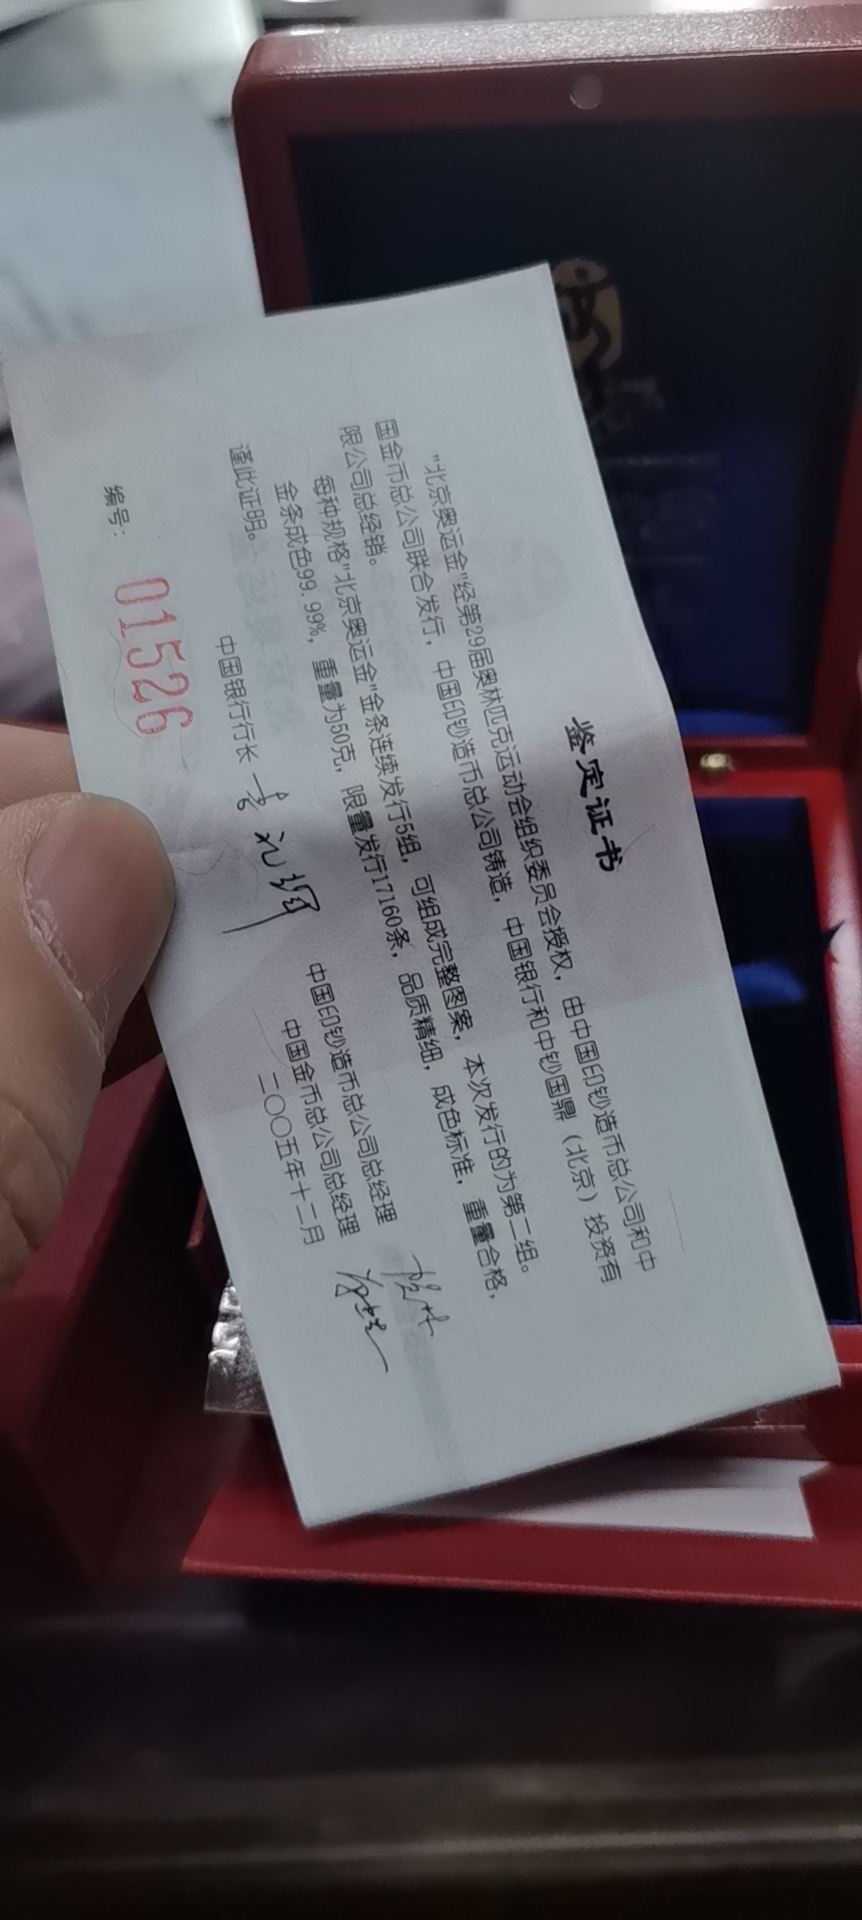 鉴定证书
"北京奥运金"经第29届奥林匹克运动会组织委员会授权，由中国印钞造币总公司和中
国金币总公司联合发行，中国印钞造币总公司铸造，中国银行和中钞国鼎（北京）投资有
限公司总经销。
每种规格"北京奥运金"金条连续发行5组，可组成完整图案，本次发行的为第二组。
金条成色99.99%，重量为50克，限量发行17160条，品质精细，成色标准，重量合格，
谨此证明。
中国银行行长 李礼辉
中国印钞造币总公司总经理
中国金币总公司总经理
二〇〇五年十二月
编号：
01526